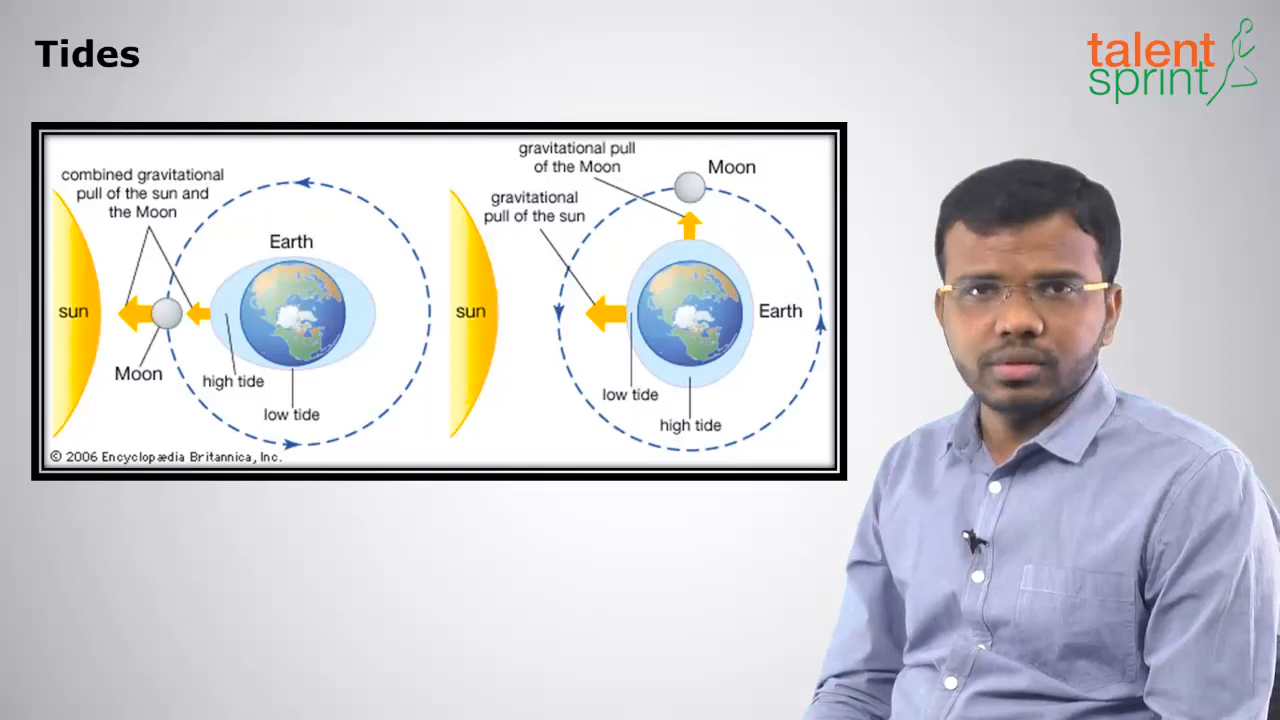 Tides
talent
sprint
combined gravitational
pull of the sun and
the Moon
Earth
sun
Moon
high tide
low tide
© 2006 Encyclopædia Britannica, Inc.
gravitational pull
of the Moon
Moon
gravitational
pull of the sun
sun
Earth
low tide
high tide